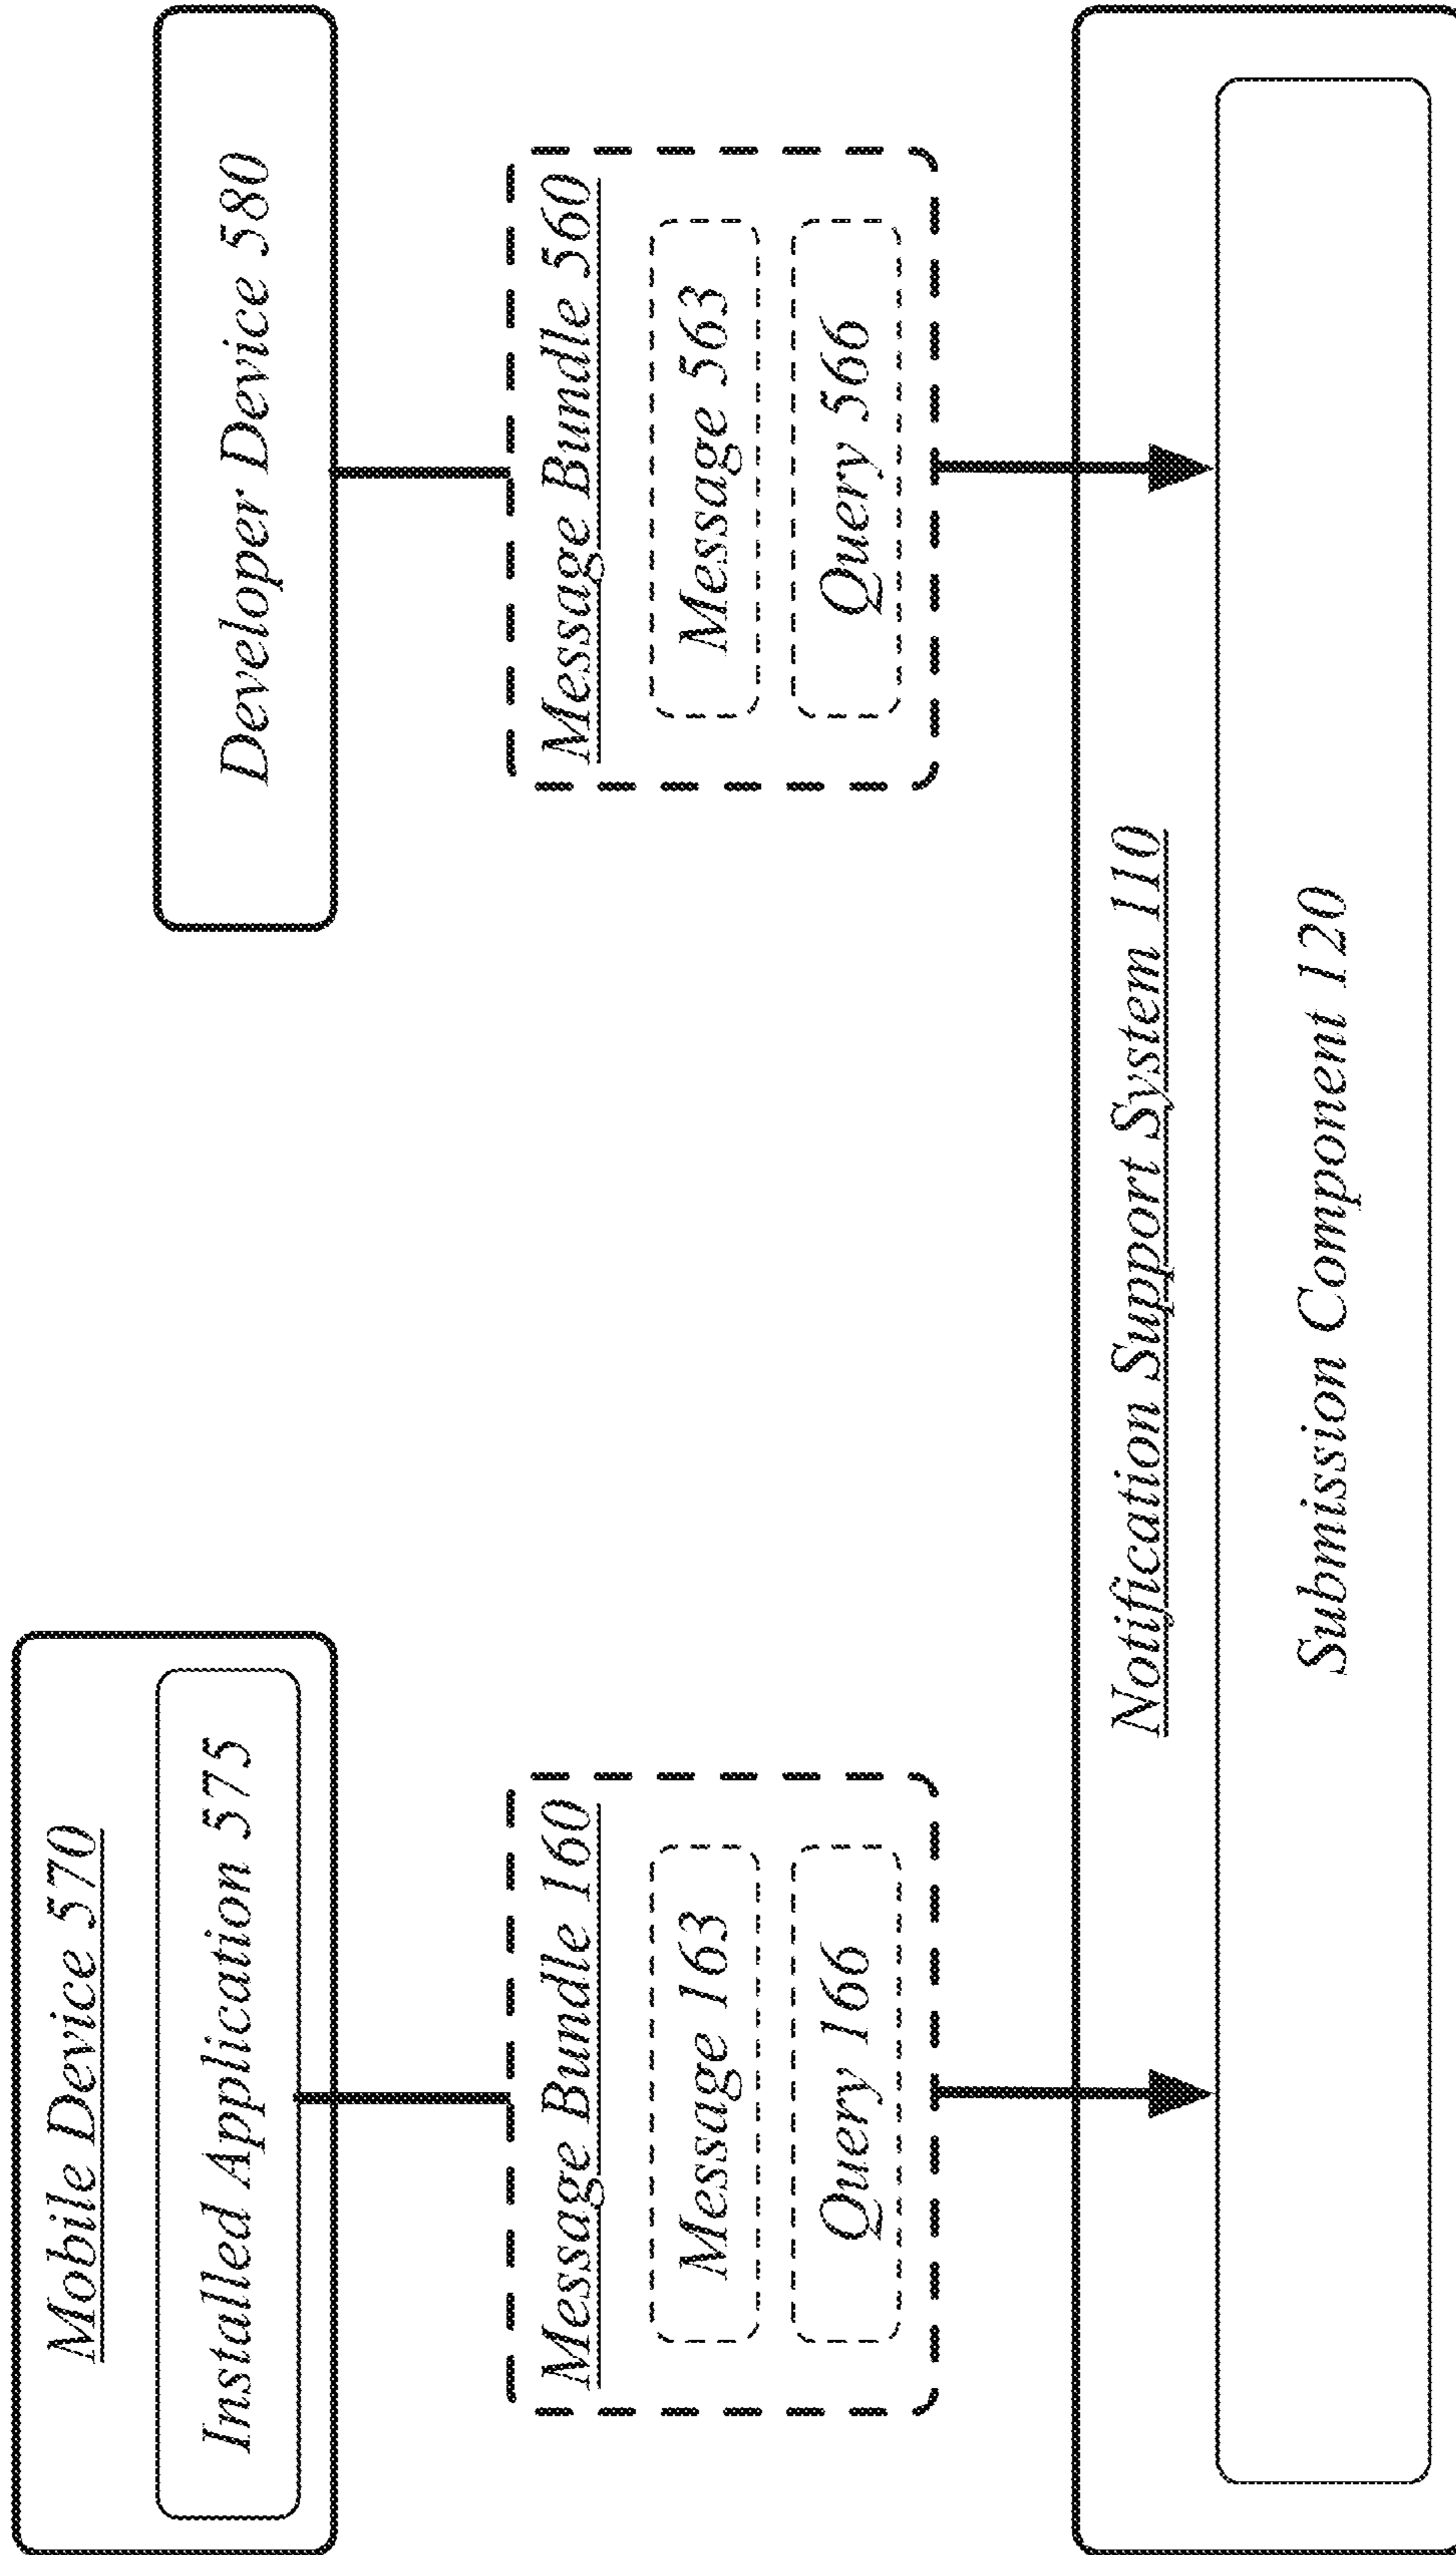 Mobile Device 570
Installed Application 575
Developer Device 580
Message Bundle 160
Message 163
Query 166
Message Bundle 560
Message 563
Query 566
Notification Support System 110
Submission Component 120